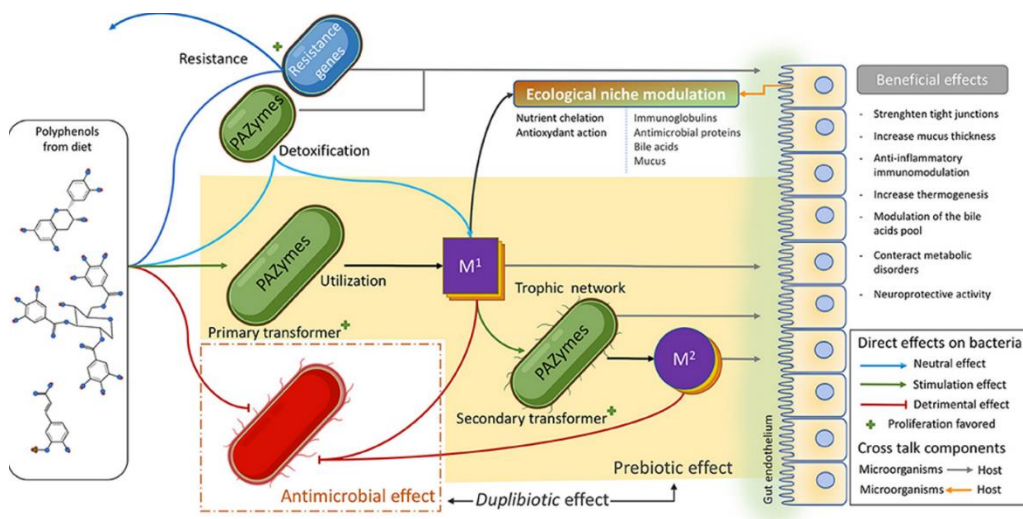 Polyphenols
from diet
Resistance
Resistance
genes
PAZymes
Detoxification
Ecological niche modulation
Nutrient chelation
Antioxydant action
Immunoglobulins
Antimicrobial proteins
Bile acids
Mucus
PAZymes
Utilization
Primary transformer
M1
Trophic network
PAZymes
Secondary transformer
M2
Antimicrobial effect
Duplibiotic effect
Prebiotic effect
Gut endothelium
Beneficial effects
- Strenghten tight junctions
- Increase mucus thickness
- Anti-inflammatory
immunomodulation
- Increase thermogenesis
- Modulation of the bile
acids pool
- Conteract metabolic
disorders
- Neuroprotective activity
Direct effects on bacteria
Neutral effect
Stimulation effect
Detrimental effect
Proliferation favored
Cross talk components
Microorganisms Host
Microorganisms Host